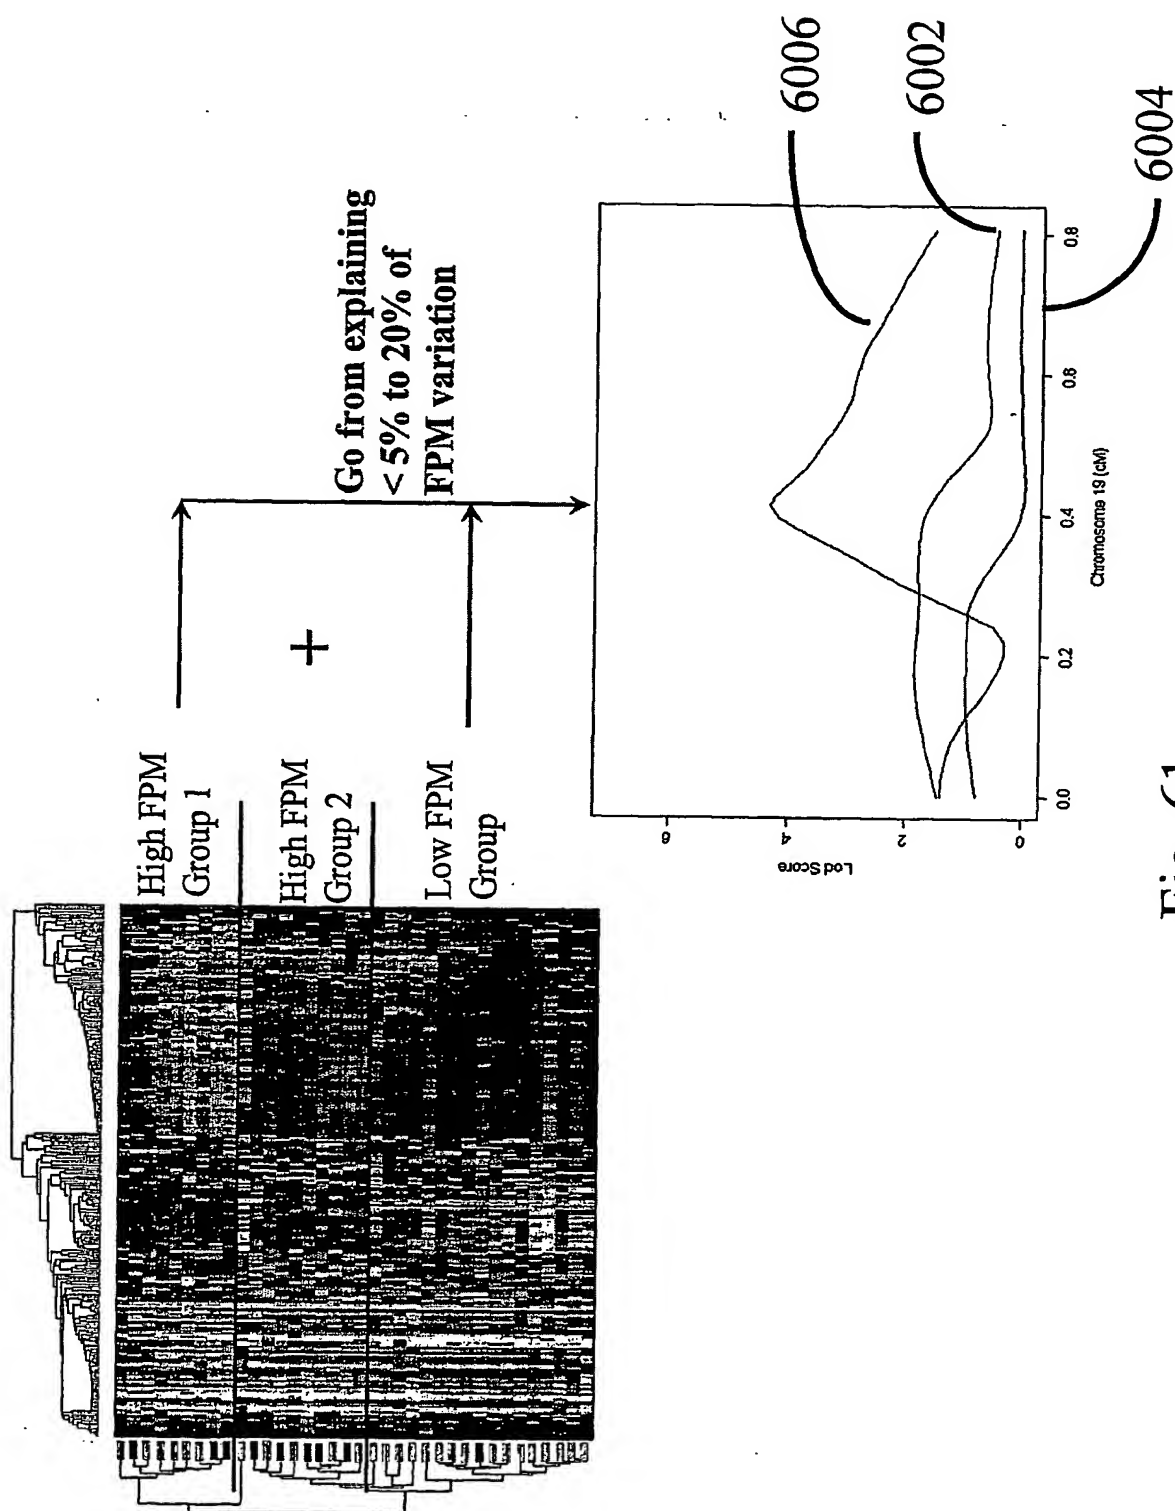 High FPM
Group 1
High FPM
Group 2
Low FPM
Group
+
Go from explaining
< 5% to 20% of
FPM variation
Lod Score
6
4
2
0
0.0
0.2
0.4
0.6
0.8
Chromosome 19 (cM)
6006
6002
6004
Fig. 61